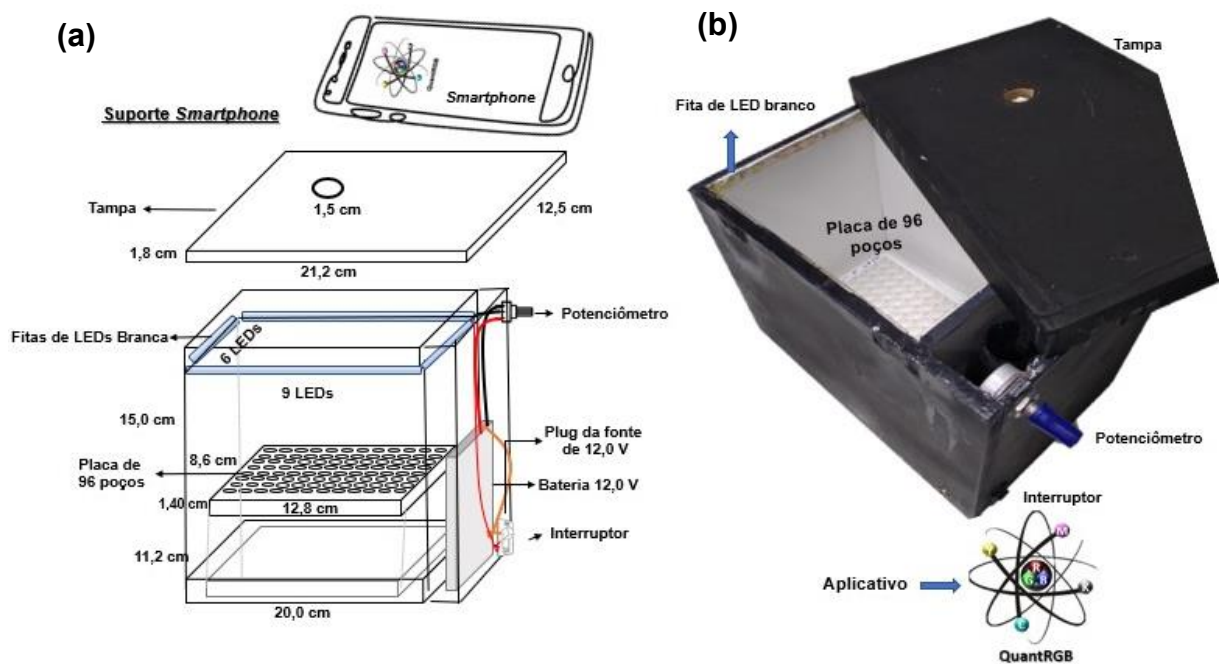 (a)
QuantRGB
Smartphone
Suporte Smartphone
Tampa
1,5 cm
12,5 cm
1,8 cm
21,2 cm
Potenciômetro
Fitas de LEDs Branca
6 LEDs
9 LEDs
15,0 cm
Plug da fonte
de 12,0 V
Placa de
96 poços
8,6 cm
Bateria 12,0 V
1,40 cm
12,8 cm
Interruptor
11,2 cm
20,0 cm
(b)
Tampa
Fita de LED branco
Placa de 96
poços
Potenciômetro
Interruptor
M
Y
R
G B
K
C
Aplicativo
QuantRGB